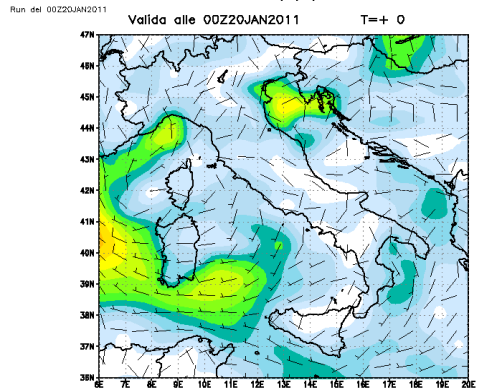 Run del 00Z20JAN2011
Valida alle 00Z20JAN2011 T=+ 0
47N
46N
45N
44N
43N
42N
41N
40N
39N
38N
37N
36N
6E 7E 8E 9E 10E 11E 12E 13E 14E 15E 16E 17E 18E 19E 20E